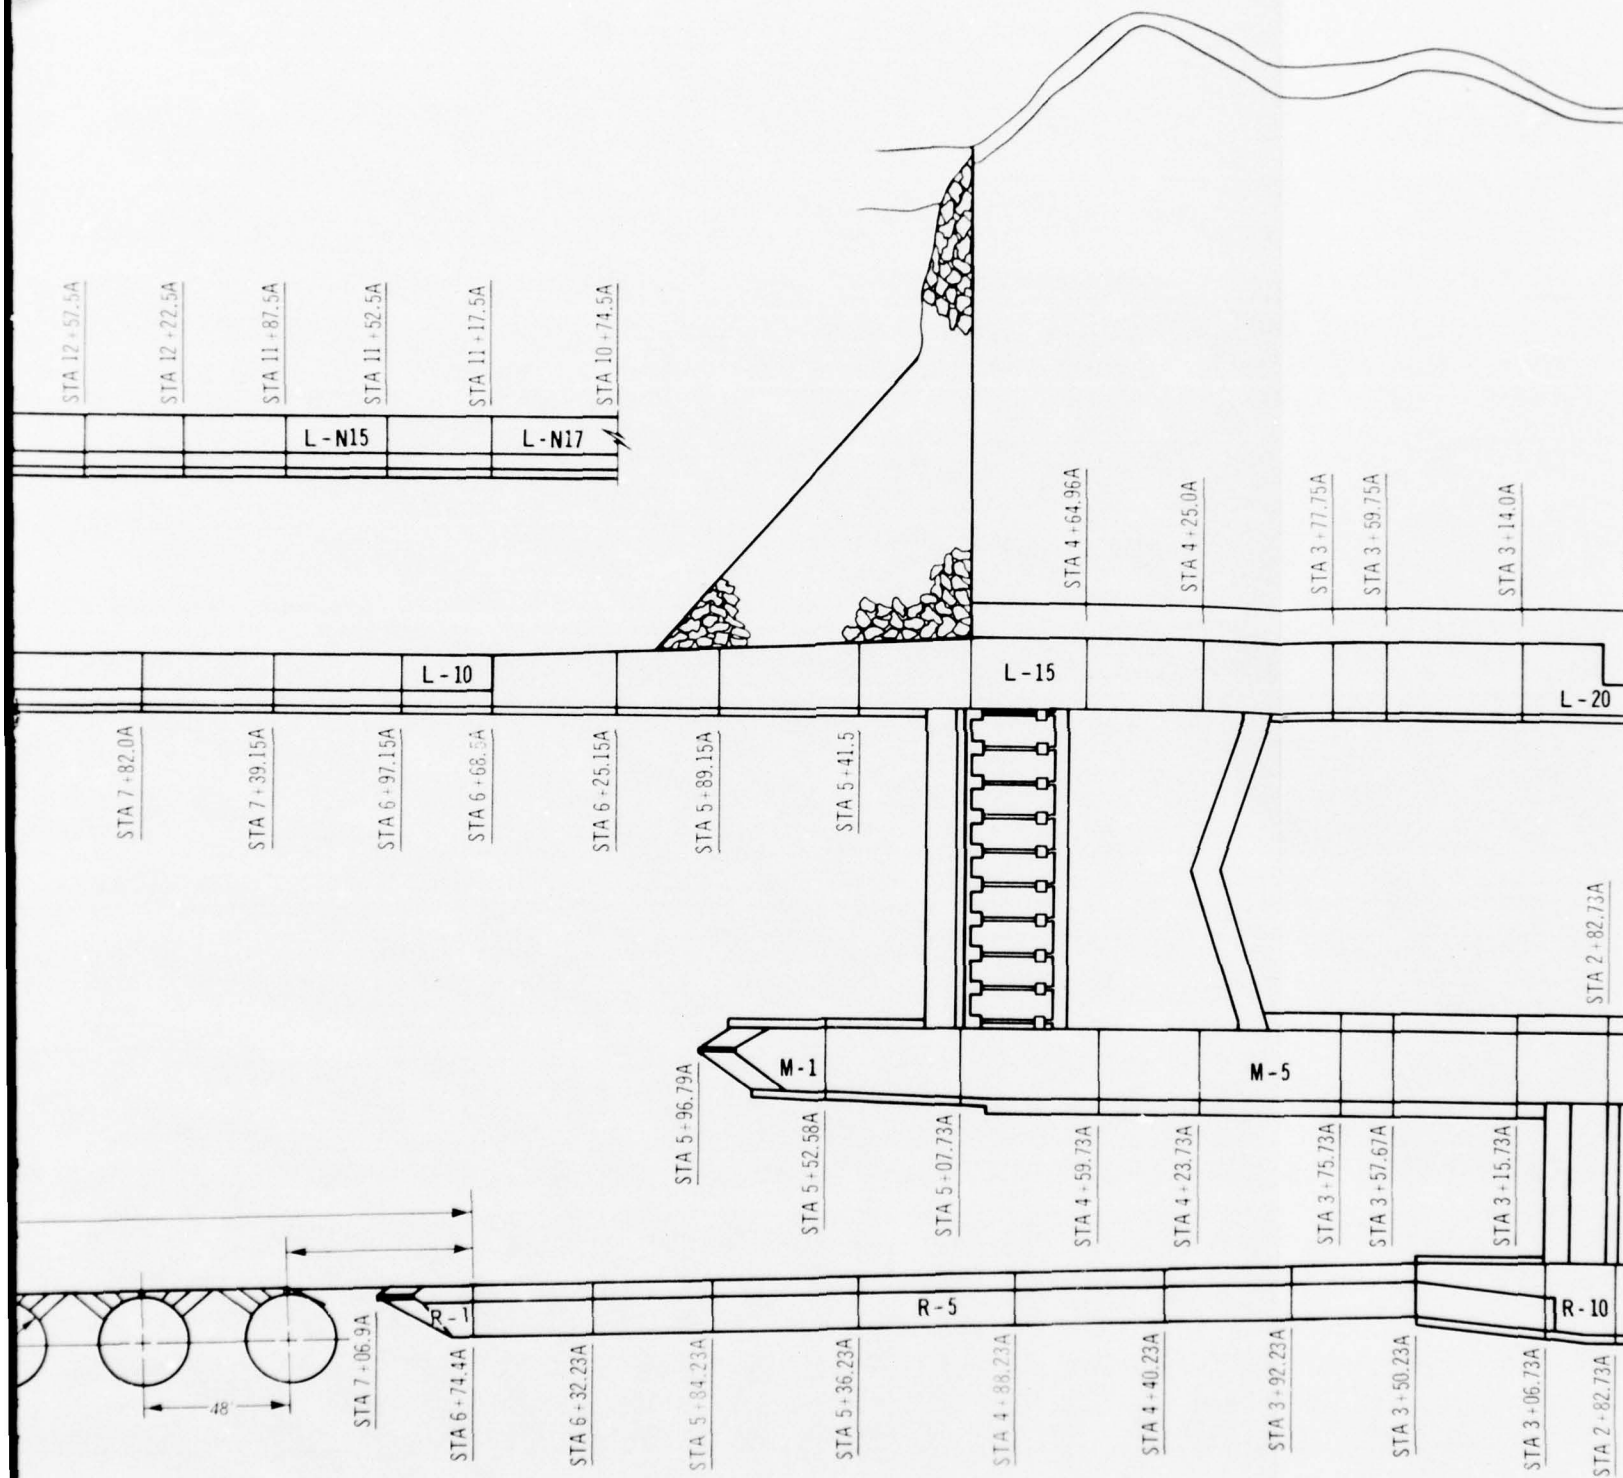 STA 12+57.5A
STA 12+22.5A
STA 11+87.5A
STA 11+52.5A
STA 11+17.5A
STA 10+74.5A
L-N15
L-N17
STA 4+64.96A
STA 4+25.0A
STA 3+77.75A
STA 3+59.75A
STA 3+14.0A
L-10
L-15
L-20
STA 7+82.0A
STA 7+39.15A
STA 6+97.15A
STA 6+68.5A
STA 6+25.15A
STA 5+89.15A
STA 5+41.5
STA 2+82.73A
M-1
M-5
STA 5+96.79A
STA 5+52.58A
STA 5+07.73A
STA 4+59.73A
STA 4+23.73A
STA 3+75.73A
STA 3+57.67A
STA 3+15.73A
R-1
R-5
R-10
48
STA 7+06.9A
STA 6+74.4A
STA 6+32.23A
STA 5+84.23A
STA 5+36.23A
STA 4+88.23A
STA 4+40.23A
STA 3+92.23A
STA 3+50.23A
STA 3+06.73A
STA 2+82.73A